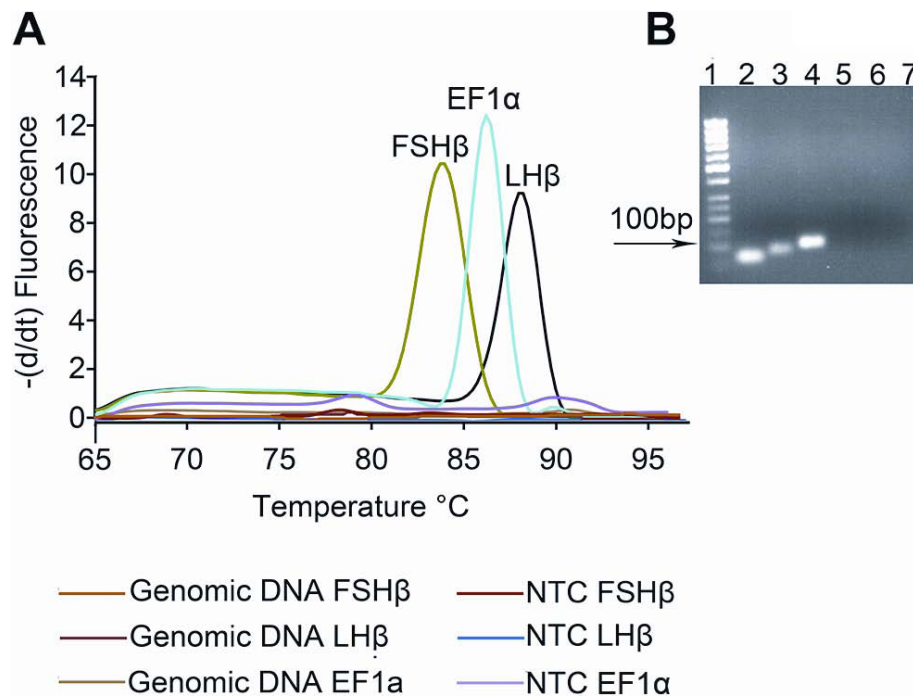 A
14
12
10
8
6
4
2
0
-(d/dt) Fluorescence
FSHβ
EF1α
LHβ
65 70 75 80 85 90 95
Temperature °C
B
1 2 3 4 5 6 7
100bp
Genomic DNA FSHβ
Genomic DNA LHβ
Genomic DNA EF1a
NTC FSHβ
NTC LHβ
NTC EF1α